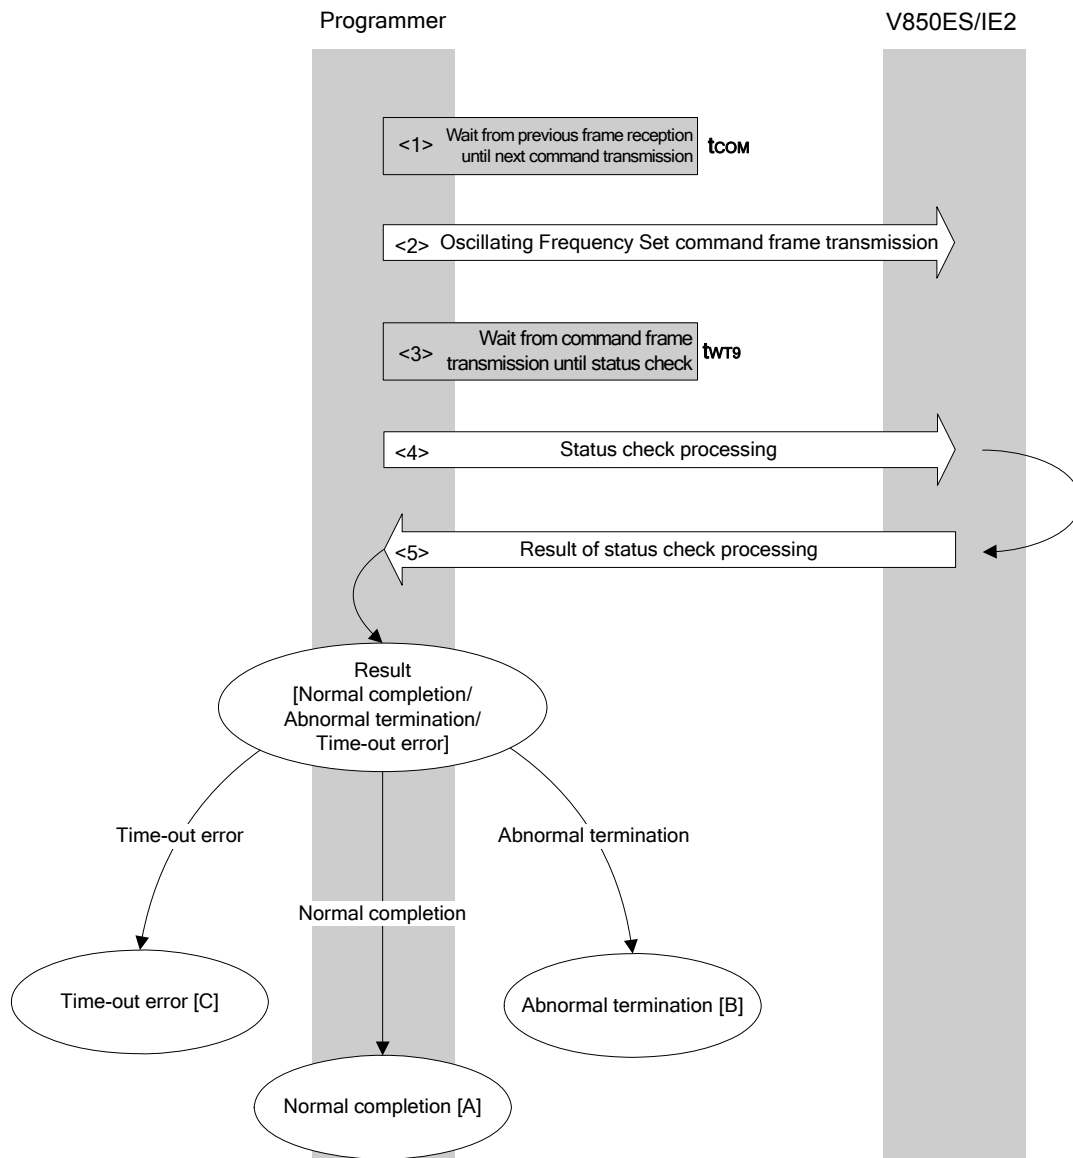 Programmer
V850ES/IE2
<1> Wait from previous frame reception
until next command transmission
tCOM
<2> Oscillating Frequency Set command frame transmission
<3> Wait from command frame
transmission until status check
tWT9
<4> Status check processing
<5> Result of status check processing
Result
[Normal completion/
Abnormal termination/
Time-out error]
Time-out error
Abnormal termination
Normal completion
Time-out error [C]
Abnormal termination [B]
Normal completion [A]